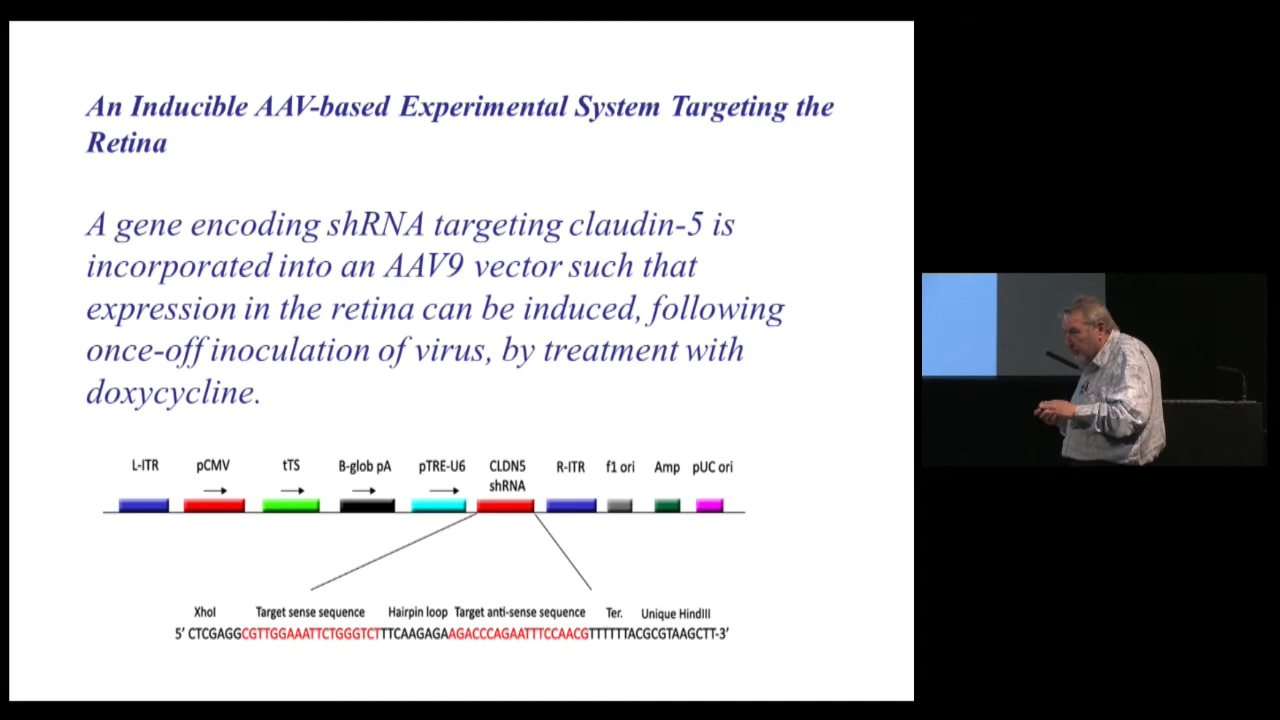 An Inducible AAV-based Experimental System Targeting the
Retina
A gene encoding shRNA targeting claudin-5 is
incorporated into an AAV9 vector such that
expression in the retina can be induced, following
once-off inoculation of virus, by treatment with
doxycycline.
L-ITR pCMV tTS B-glob pA pTRE-U6 CLDN5 R-ITR f1 ori Amp pUC ori
shRNA
XhoI Target sense sequence Hairpin loop Target anti-sense sequence Ter. Unique HindIII
5’ CTCGAGGCGTTGGAAATTCTGGGTCTTTCAAGAGAAGACCCAGAATTTCCAACGTTTTTTACGCGTAAGCTT-3’